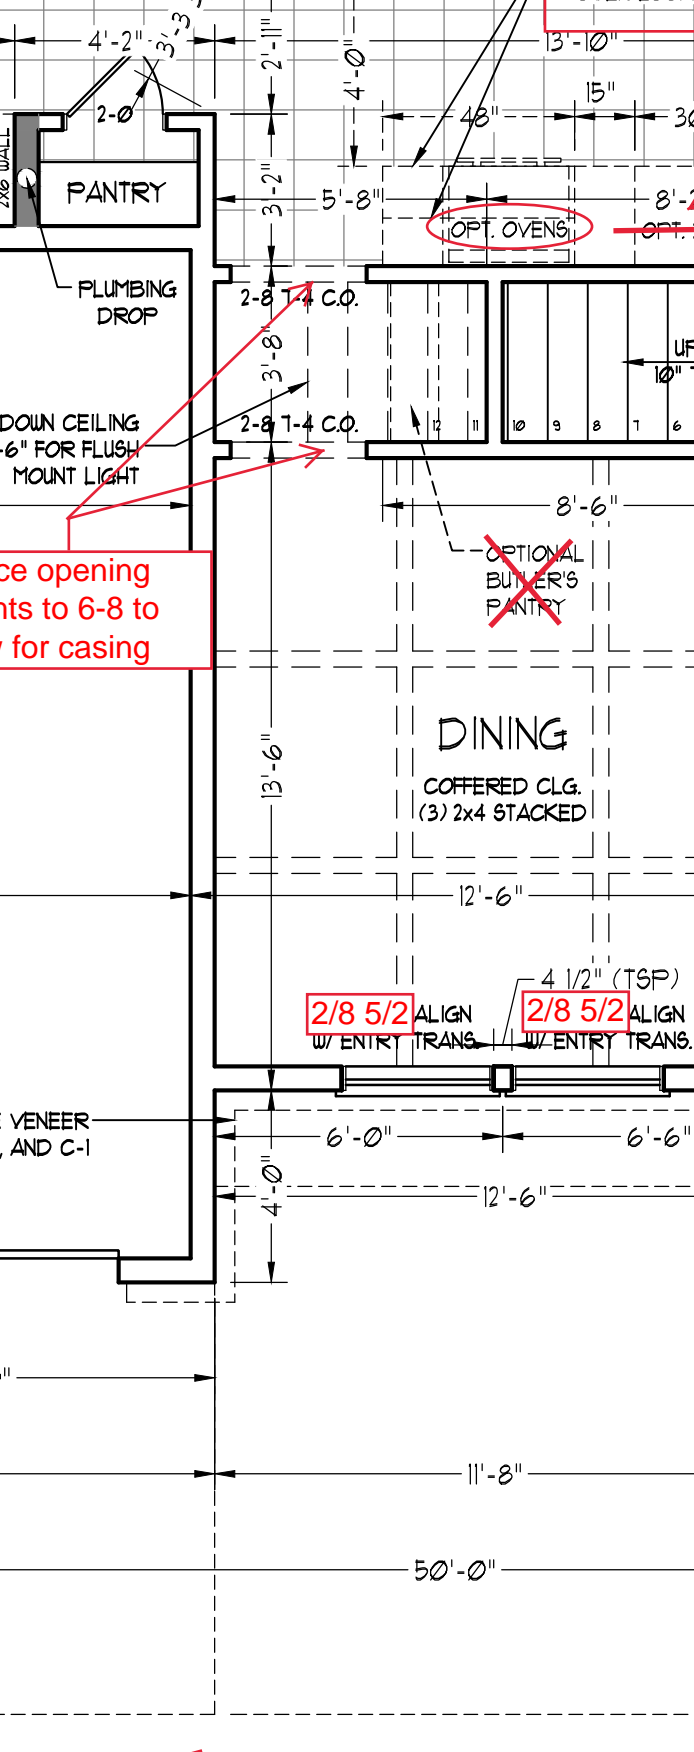 4'-2"
3'-3
2'-11"
4'-0"
13'-10"
15"
48"
2-0
2x6 WALL
PANTRY
3'-2"
5'-8"
8'-
OPT. OVENS
OPT.
PLUMBING
DROP
2-8 7-4 C.O.
3'-8"
UP
10"
DOWN CEILING
-6" FOR FLUSH
MOUNT LIGHT
2-8 7-4 C.O.
12
11
10
9
8
7
6
8'-6"
OPTIONAL
BUTLER'S
PANTRY
ce opening
nts to 6-8 to
for casing
13'-6"
DINING
COFFERED CLG.
(3) 2x4 STACKED
12'-6"
4 1/2" (TSP)
2/8 5/2 ALIGN
W/ ENTRY TRANS.
2/8 5/2 ALIGN
W/ ENTRY TRANS.
VENEER
, AND C-1
6'-0"
6'-6"
4'-0"
12'-6"
11'-8"
50'-0"